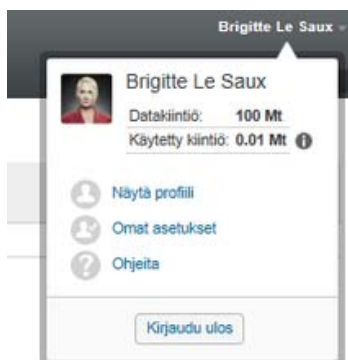 Brigitte Le Saux
Brigitte Le Saux
Datakiintiö: 100 Mt
Käytetty kiintiö: 0.01 Mt
Näytä profiili
Omat asetukset
Ohjeita
Kirjaudu ulos